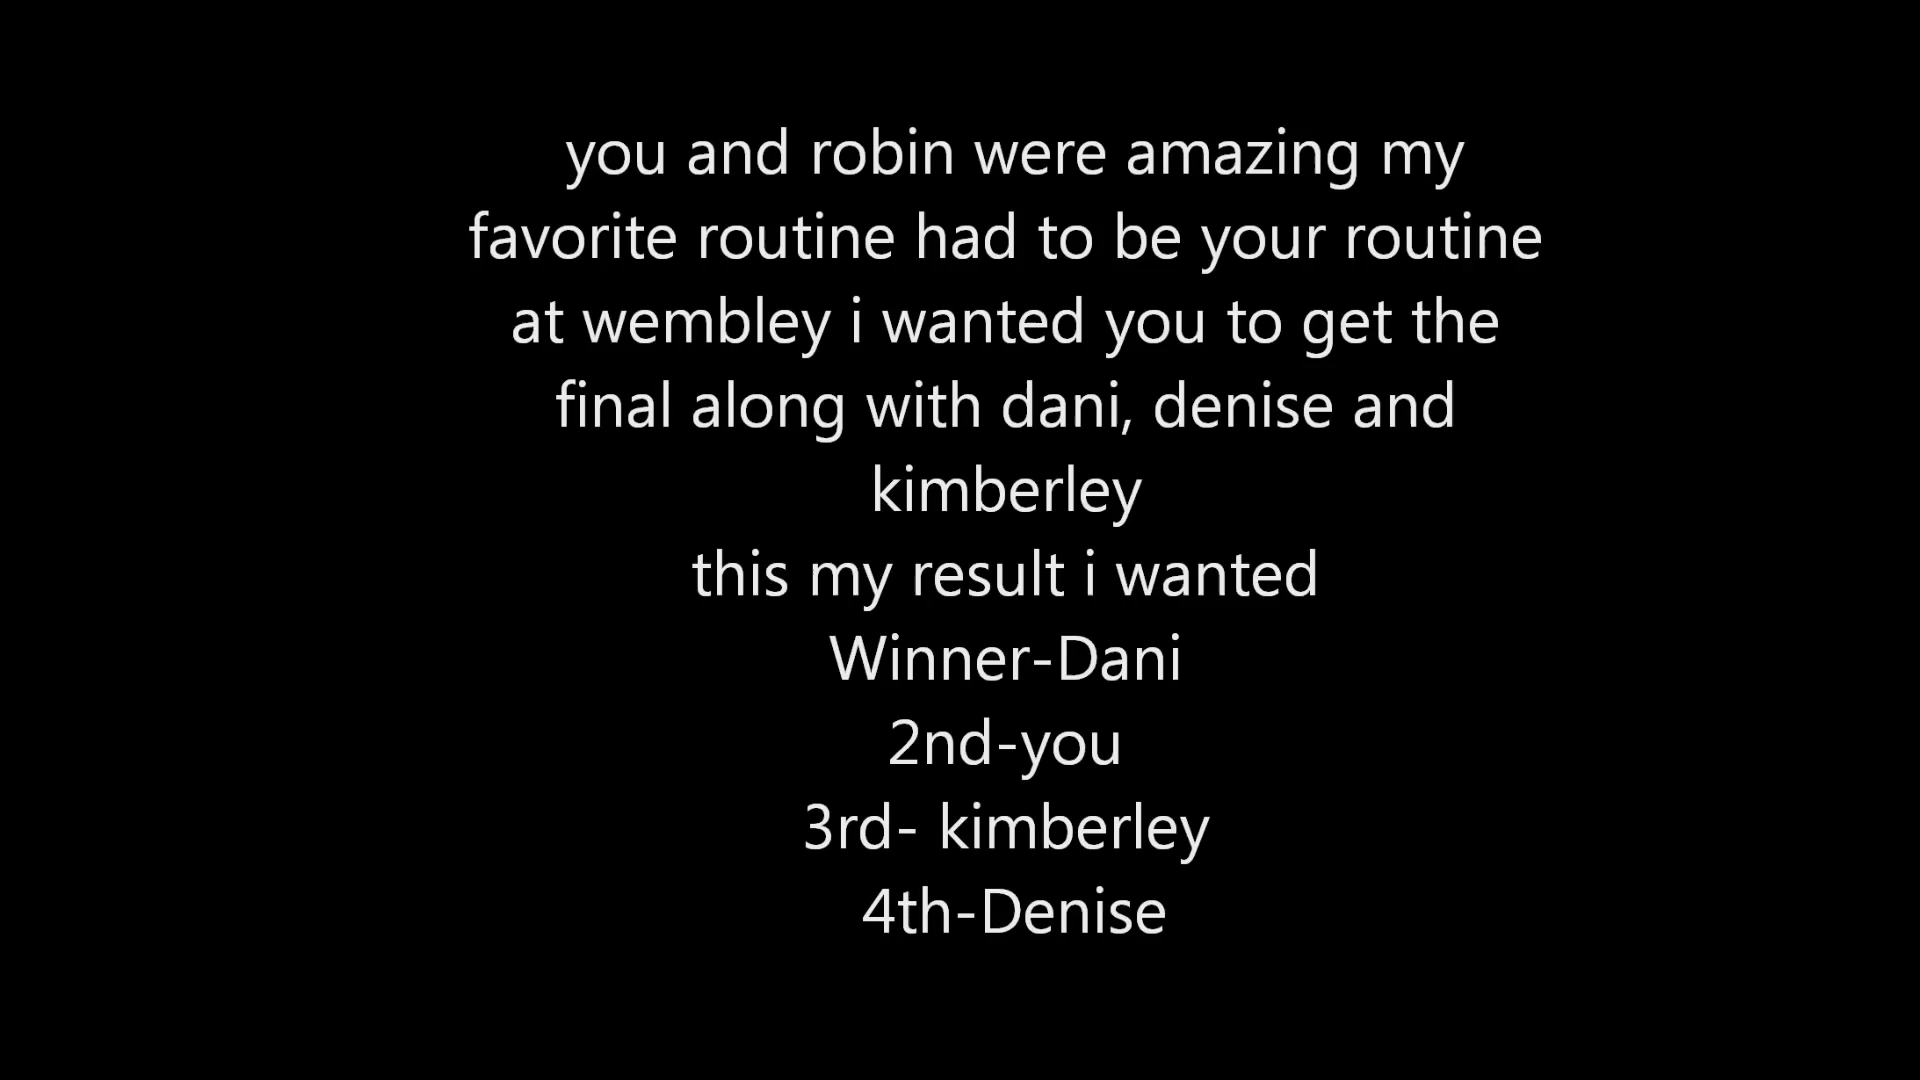 you and robin were amazing my
favorite routine had to be your routine
at wembley i wanted you to get the
final along with dani, denise and
kimberley
this my result i wanted
Winner-Dani
2nd-you
3rd- kimberley
4th-Denise